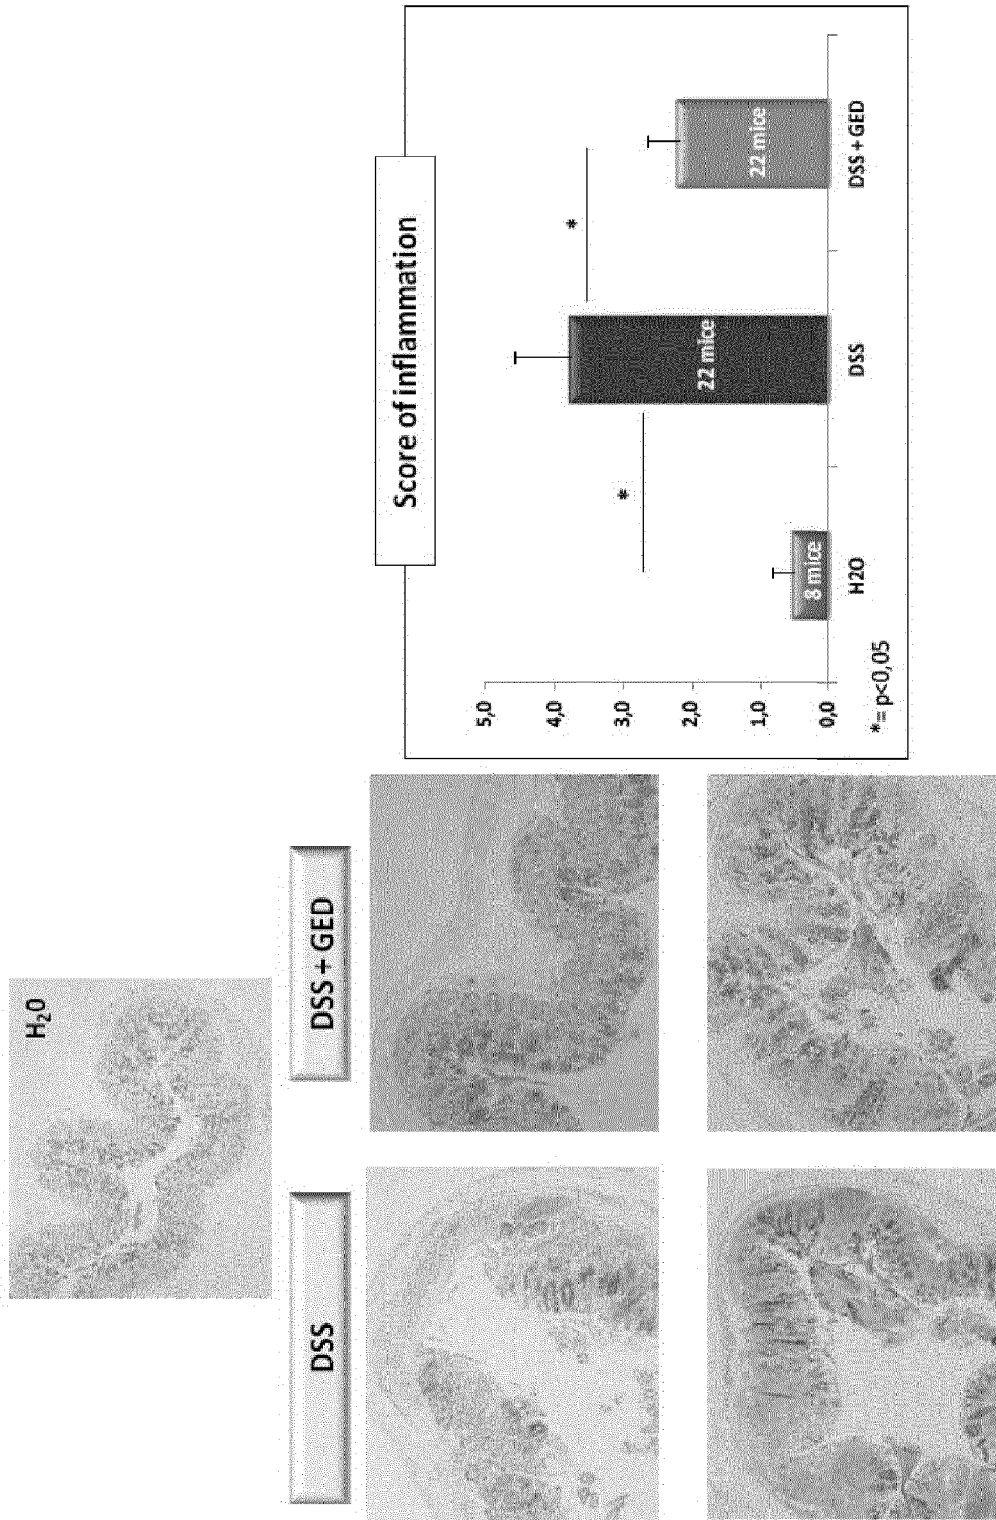 H₂0
DSS
DSS + GED
Score of inflammation
5,0
4,0
3,0
2,0
1,0
0,0
*
*
8 mice
22 mice
22 mice
H2O
DSS
DSS + GED
*= p<0,05